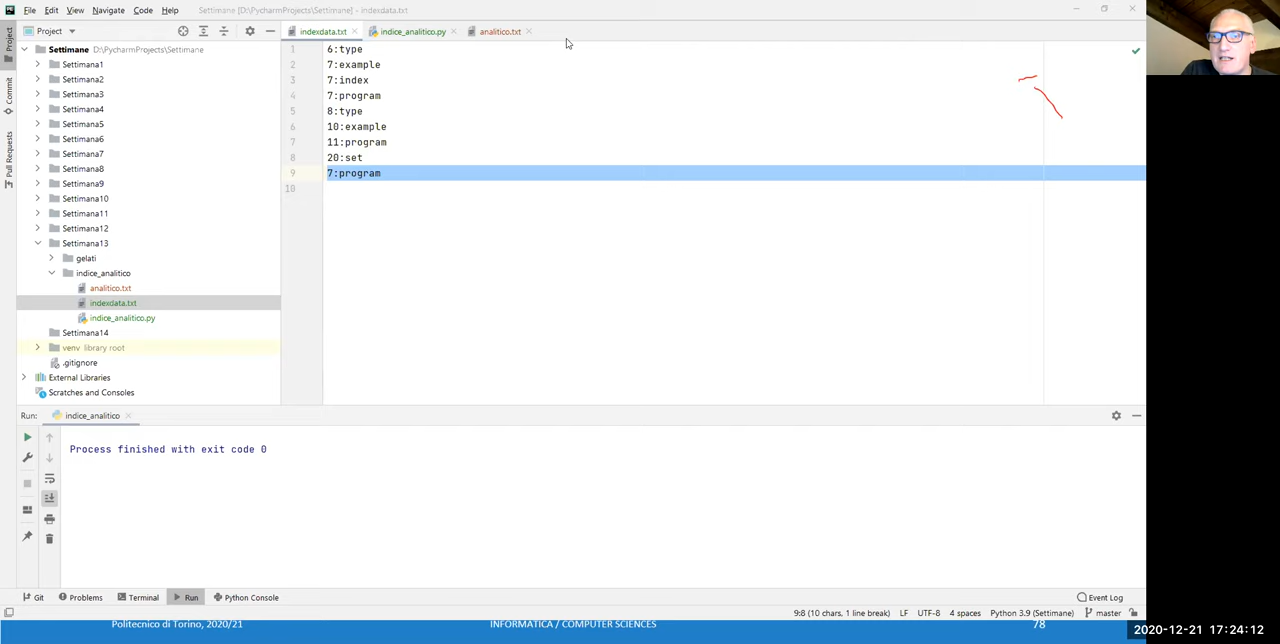 File Edit View Navigate Code Help Settimane [D:\PycharmProjects\Settimane] - indexdata.txt
Project
indexdata.txt indice_analitico.py analitico.txt
Settimane D:\PycharmProjects\Settimane
Settimana1
Settimana2
Settimana3
Settimana4
Settimana5
Settimana6
Settimana7
Settimana8
Settimana9
Settimana10
Settimana11
Settimana12
Settimana13
gelati
indice_analitico
analitico.txt
indexdata.txt
indice_analitico.py
Settimana14
venv library root
.gitignore
External Libraries
Scratches and Consoles
Project
Commit
Pull Requests
1 6:type
2 7:example
3 7:index
4 7:program
5 8:type
6 10:example
7 11:program
8 20:set
9 7:program
10
Run: indice_analitico
Process finished with exit code 0
Git Problems Terminal Run Python Console Event Log
9:8 (10 chars, 1 line break) LF UTF-8 4 spaces Python 3.9 (Settimane) master
Politecnico di Torino, 2020/21 INFORMATICA / COMPUTER SCIENCES 78
2020-12-21 17:24:12